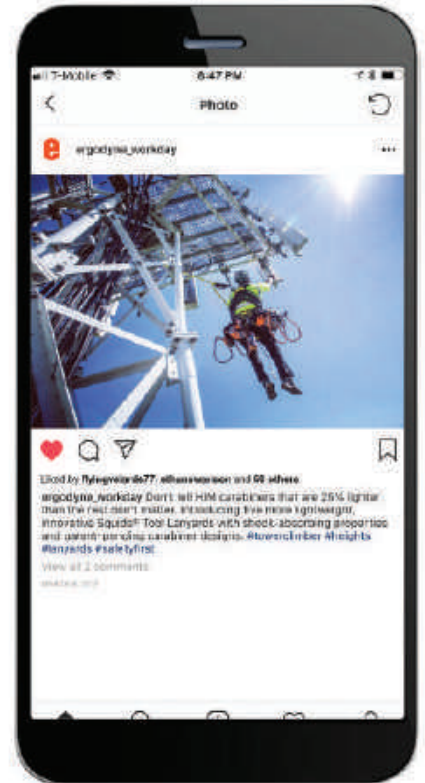 T-Mobile 6:47 PM
Photo
ergodyne_workday
Liked by and 68 others
ergodyne_workday Don't tell HIM carabiners that are 25% lighter
than the rest don't matter. Introducing five more lightweight,
innovative Squids® Tool Lanyards with shock-absorbing properties
and patent-pending carabiner designs. #towerclimber #heights
#lanyards #safetyfirst
View all 2 comments